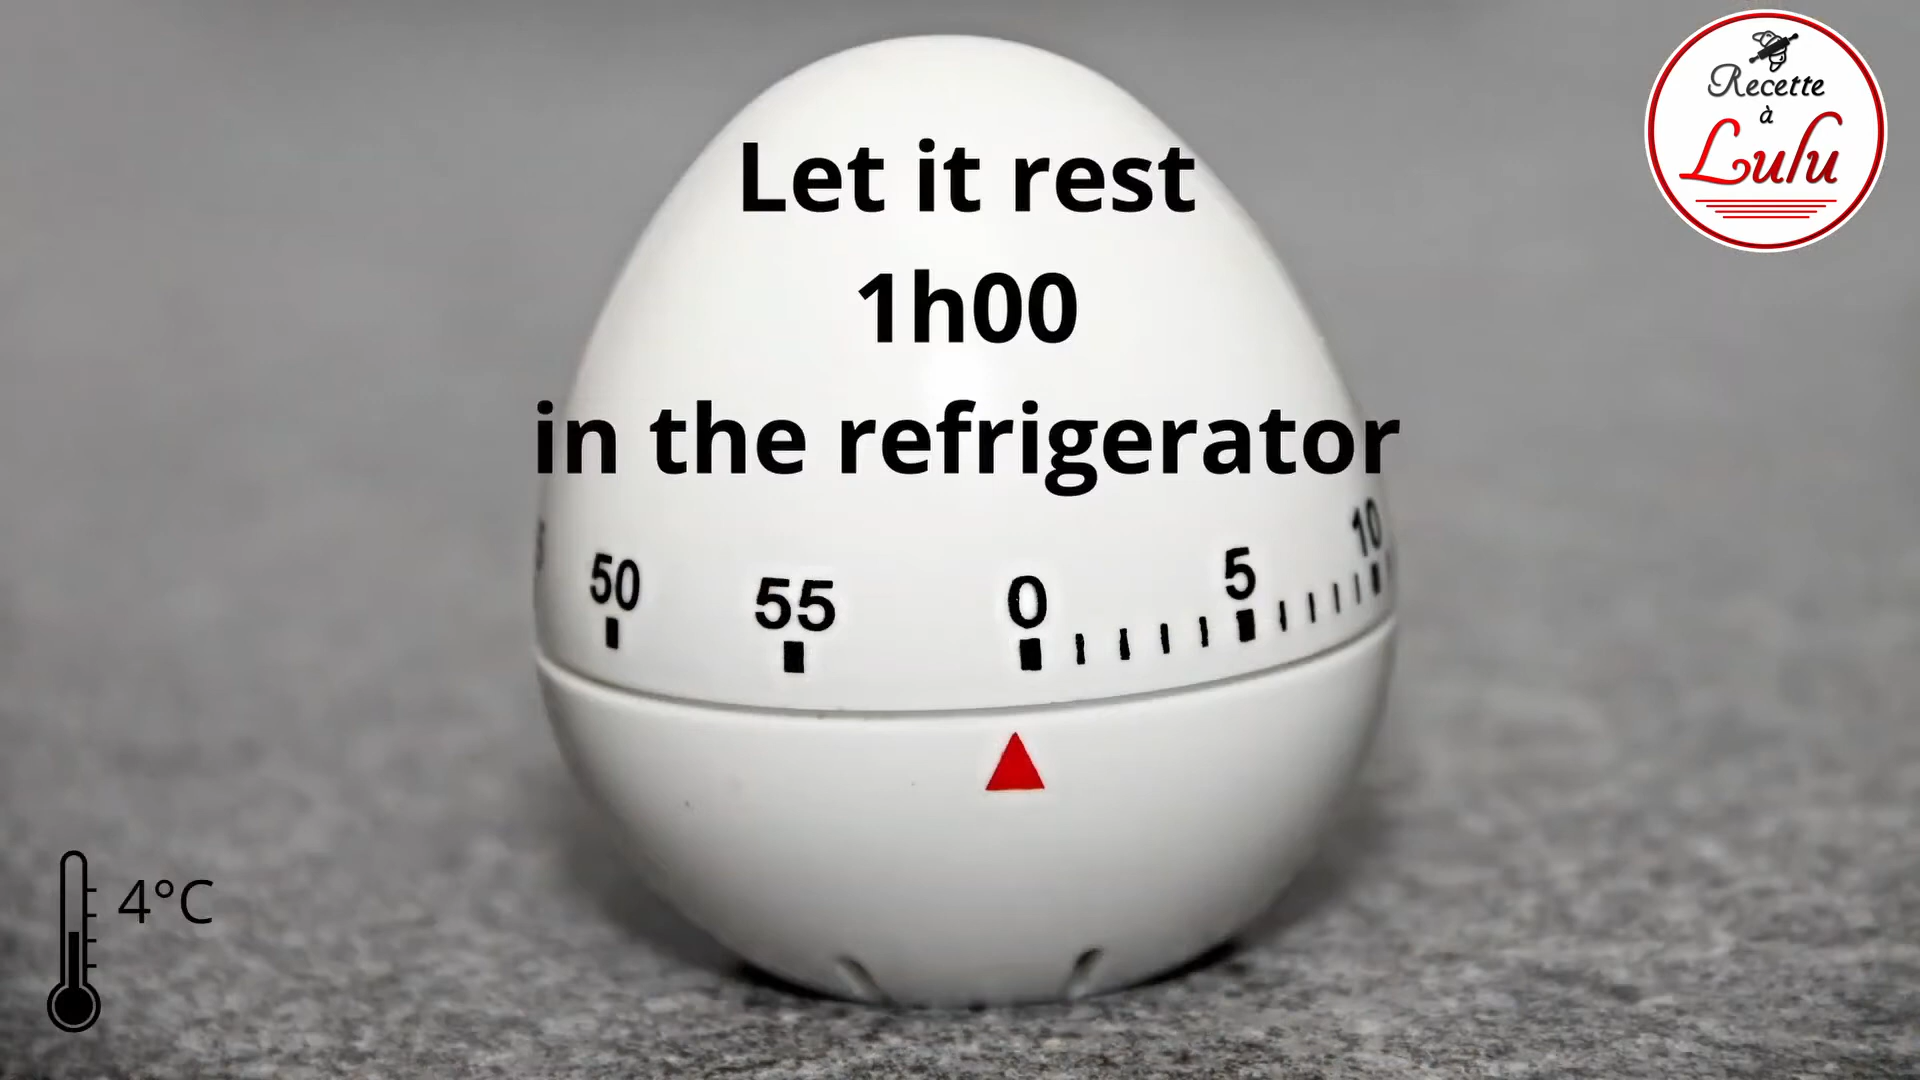 Recette
à
Lulu
Let it rest
1h00
in the refrigerator
50 55 0 5 10
4°C